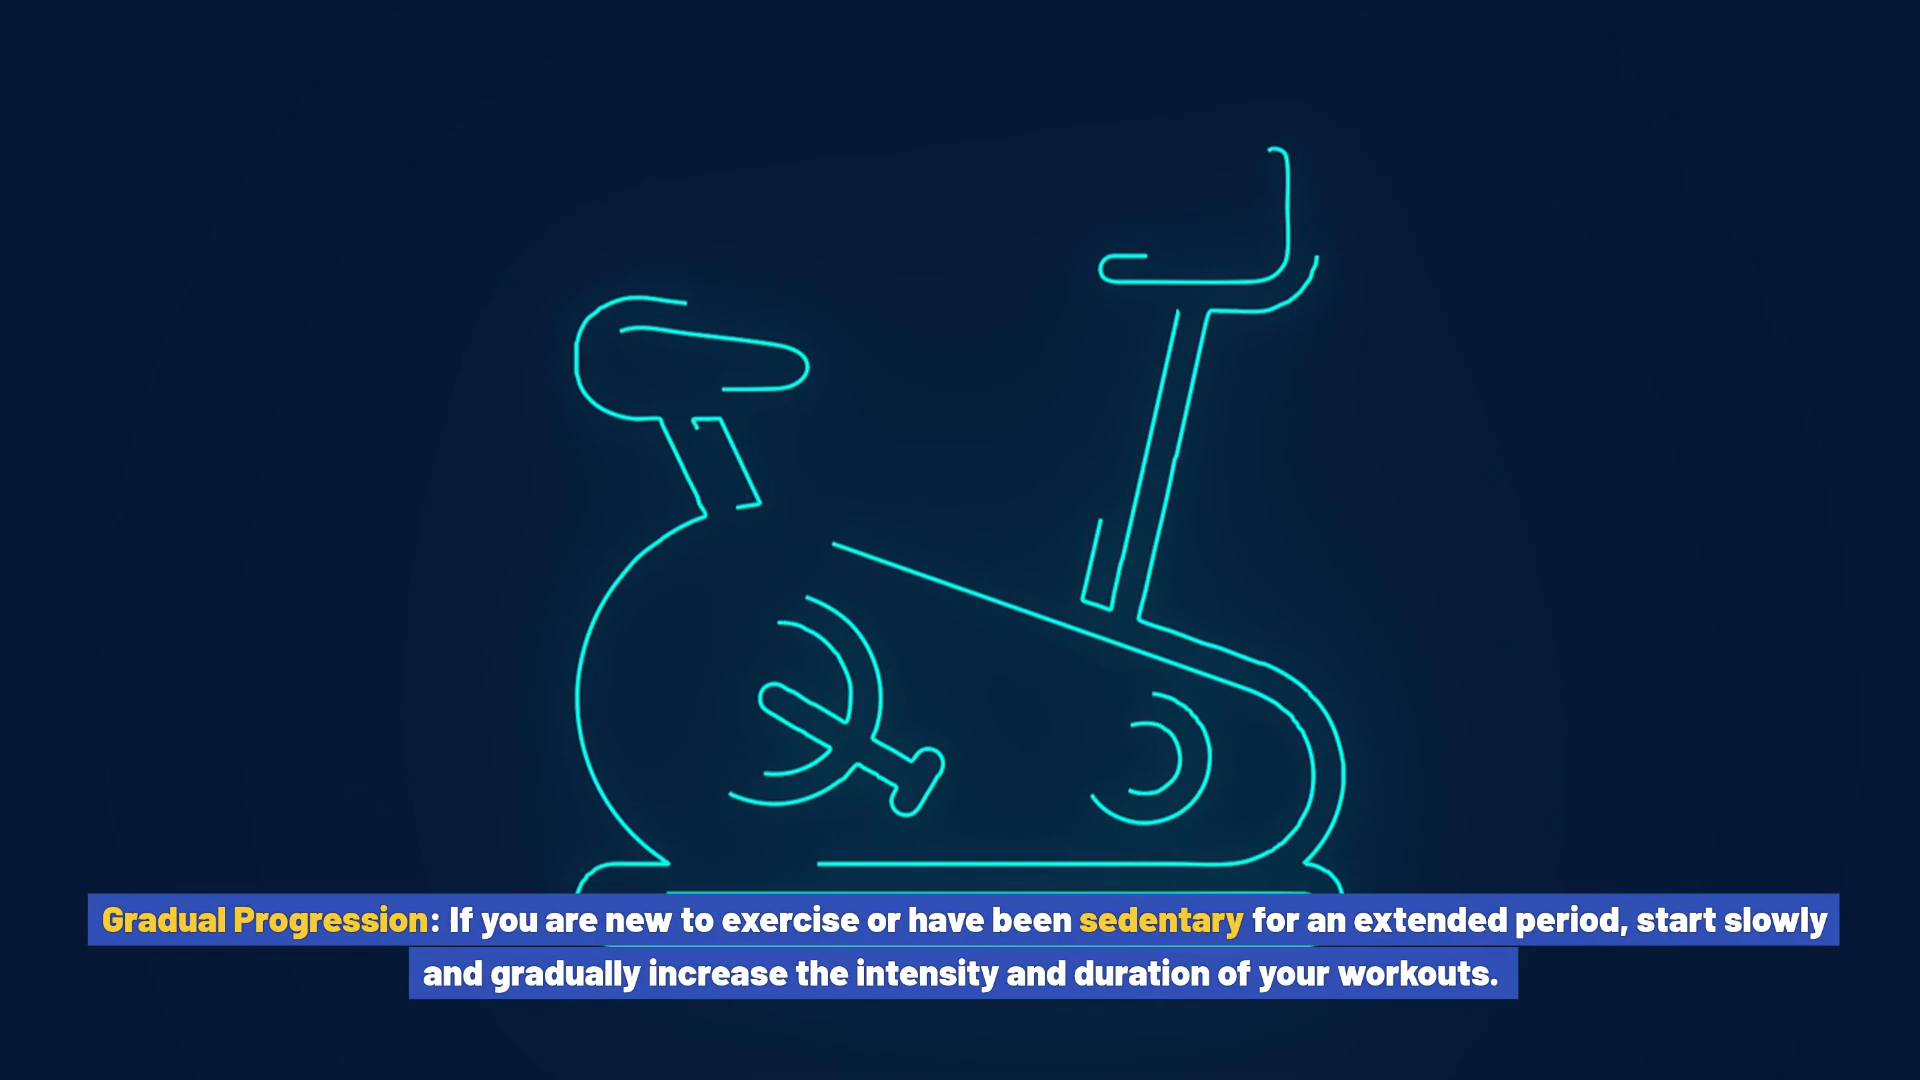 Gradual Progression: If you are new to exercise or have been sedentary for an extended period, start slowly
and gradually increase the intensity and duration of your workouts.